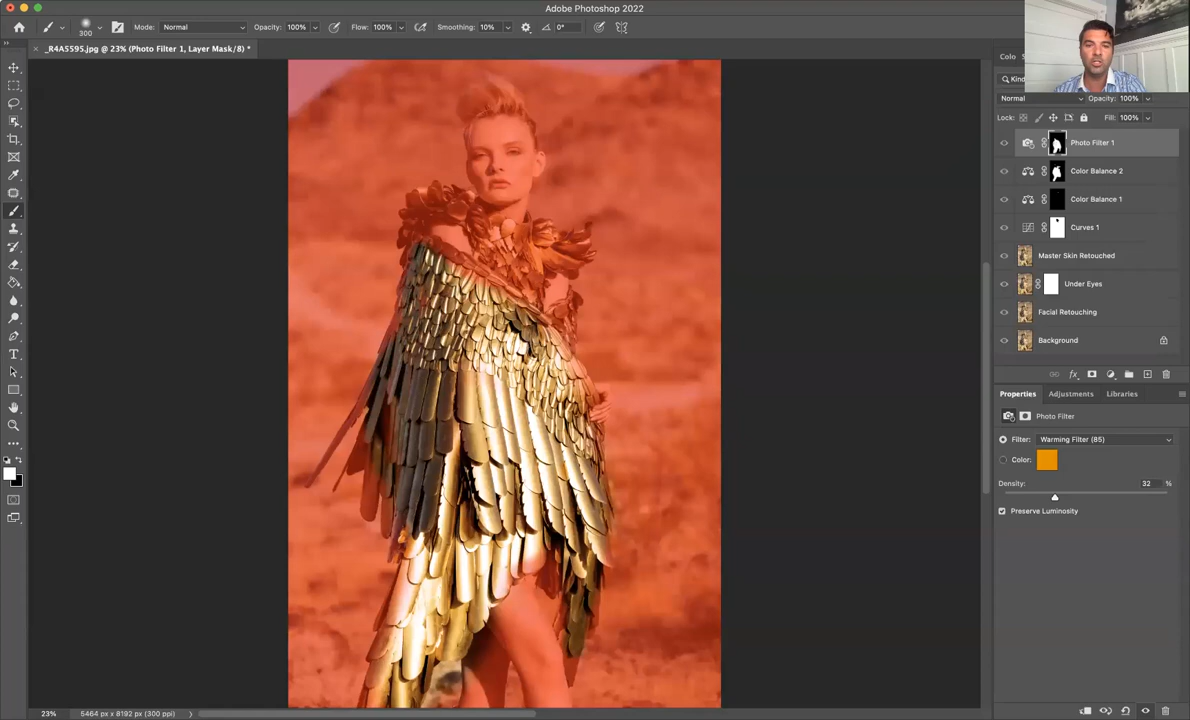 Adobe Photoshop 2022
300
Mode: Normal
Opacity: 100%
Flow: 100%
Smoothing: 10%
0°
_R4A5595.jpg @ 23% (Photo Filter 1, Layer Mask/8) *
Colo
Kind
Normal
Opacity: 100%
Lock:
Fill: 100%
Photo Filter 1
Color Balance 2
Color Balance 1
Curves 1
Master Skin Retouched
Under Eyes
Facial Retouching
Background
fx
Properties
Adjustments
Libraries
Photo Filter
Filter: Warming Filter (85)
Color:
Density: 32 %
Preserve Luminosity
23%
5464 px x 8192 px (300 ppi)